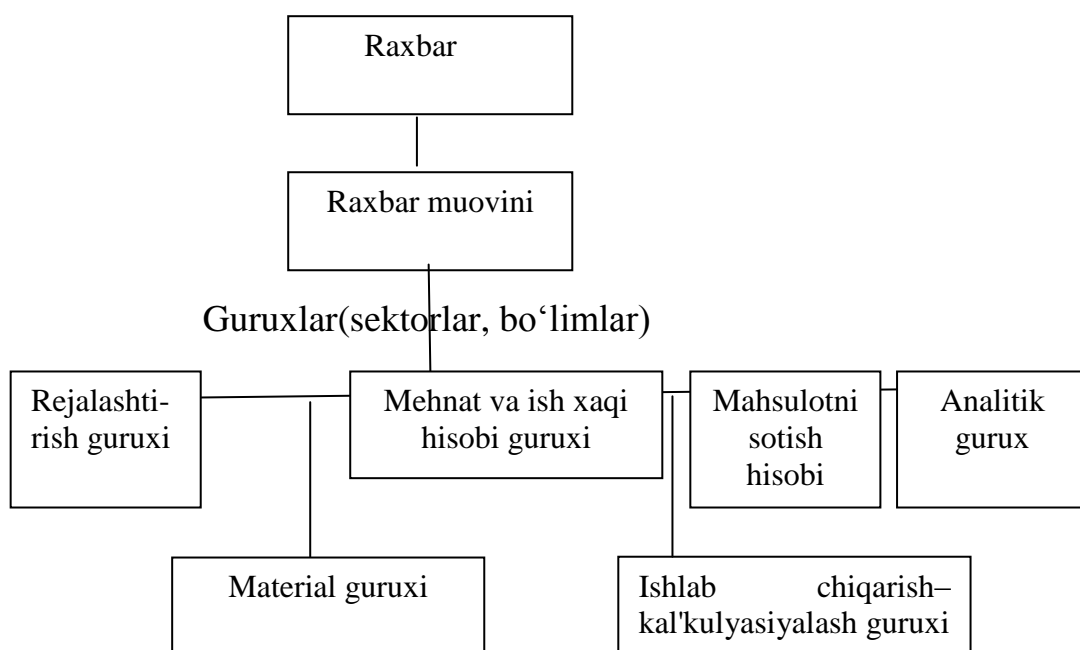 Raxbar
Raxbar muovini
Guruxlar(sektorlar, bo‘limlar)
Rejalashti-
rish guruxi
Mehnat va ish xaqi
hisobi guruxi
Mahsulotni
sotish
hisobi
Analitik
gurux
Material guruxi
Ishlab chiqarish–
kal'kulyasiyalash guruxi